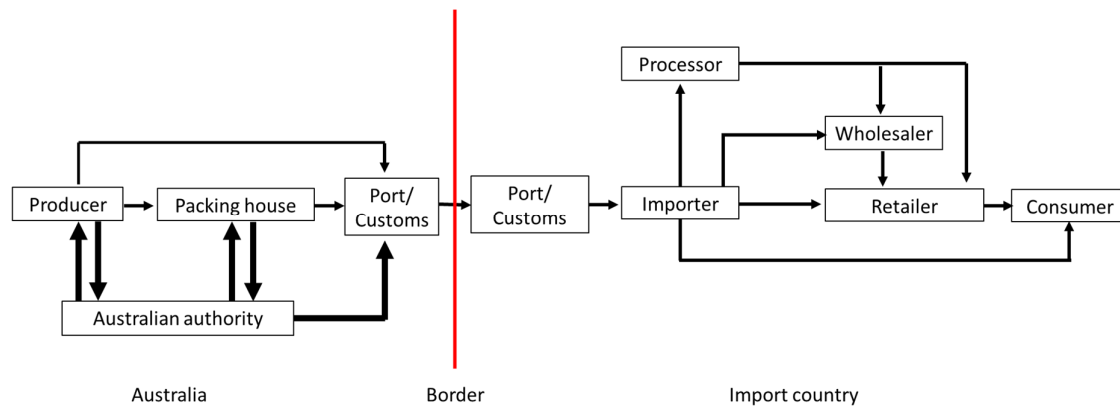 Processor
Wholesaler
Producer
Packing house
Port/
Customs
Port/
Customs
Importer
Retailer
Consumer
Australian authority
Australia
Border
Import country